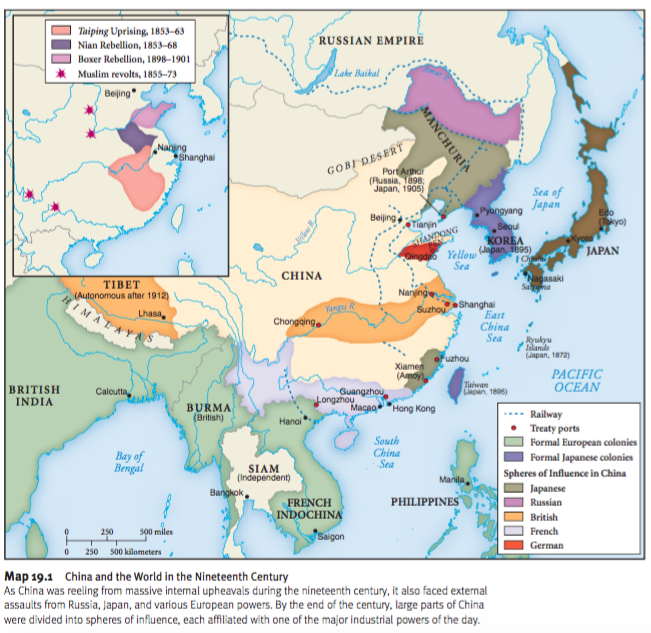 Taiping Uprising, 1853–63
Nian Rebellion, 1853–68
Boxer Rebellion, 1898–1901
Muslim revolts, 1855–73
Beijing
Nanjing
Shanghai
RUSSIAN EMPIRE
Lake Baikal
Amur R.
MANCHURIA
GOBI DESERT
Port Arthur
(Russia, 1898;
Japan, 1905)
Beijing
Tianjin
SHANDONG
PEN.
Qingdao
Yellow R.
Yellow
Sea
Pyongyang
Seoul
KOREA
(Japan, 1895)
Sea of
Japan
Edo
(Tokyo)
Kyoto
JAPAN
Nagasaki
CHINA
TIBET
(Autonomous after 1912)
Lhasa
HIMALAYAS
Nanjing
Suzhou
Shanghai
Yangzi R.
Chongqing
East
China
Sea
Ryukyu
Islands
(Japan, 1872)
Fuzhou
Xiamen
(Amoy)
Taiwan
(Japan, 1895)
PACIFIC
OCEAN
Guangzhou
Longzhou
Macao
Hong Kong
BRITISH
INDIA
Calcutta
BURMA
(British)
Hanoi
Bay of
Bengal
SIAM
(Independent)
Bangkok
FRENCH
INDOCHINA
Saigon
South
China
Sea
Manila
PHILIPPINES
Railway
Treaty ports
Formal European colonies
Formal Japanese colonies
Spheres of Influence in China
Japanese
Russian
British
French
German
0 250 500 miles
0 250 500 kilometers
Map 19.1 China and the World in the Nineteenth Century
As China was reeling from massive internal upheavals during the nineteenth century, it also faced external
assaults from Russia, Japan, and various European powers. By the end of the century, large parts of China
were divided into spheres of influence, each affiliated with one of the major industrial powers of the day.